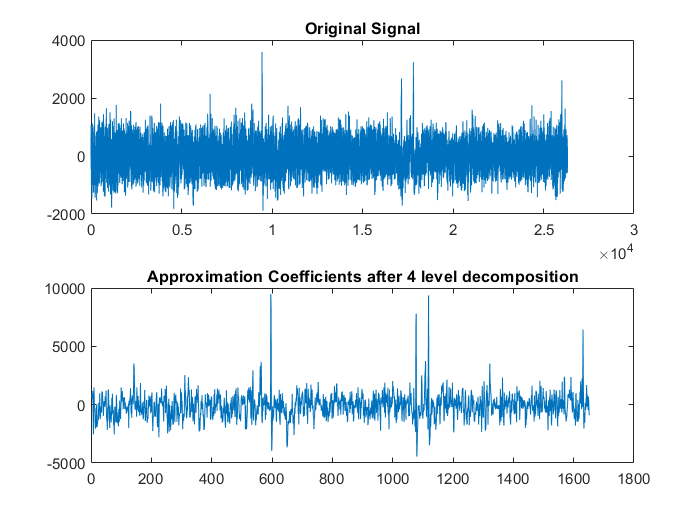 Original Signal
4000
2000
0
-2000
0 0.5 1 1.5 2 2.5 3
×10⁴
Approximation Coefficients after 4 level decomposition
10000
5000
0
-5000
0 200 400 600 800 1000 1200 1400 1600 1800